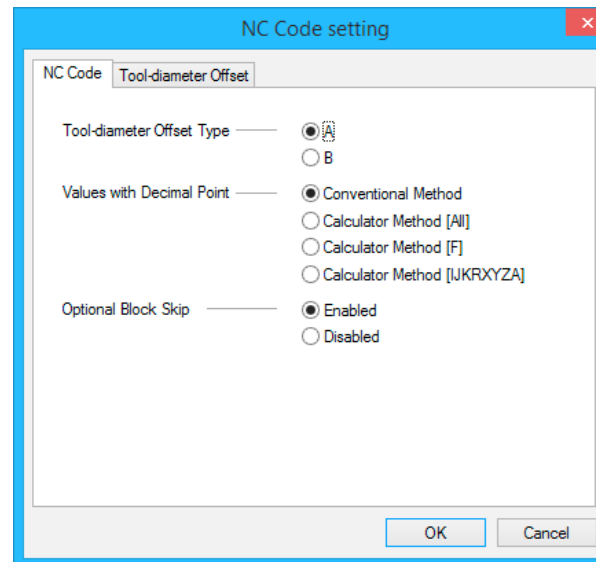 NC Code setting
NC Code Tool-diameter Offset
Tool-diameter Offset Type A
B
Values with Decimal Point Conventional Method
Calculator Method [All]
Calculator Method [F]
Calculator Method [IJKRXYZA]
Optional Block Skip Enabled
Disabled
OK Cancel